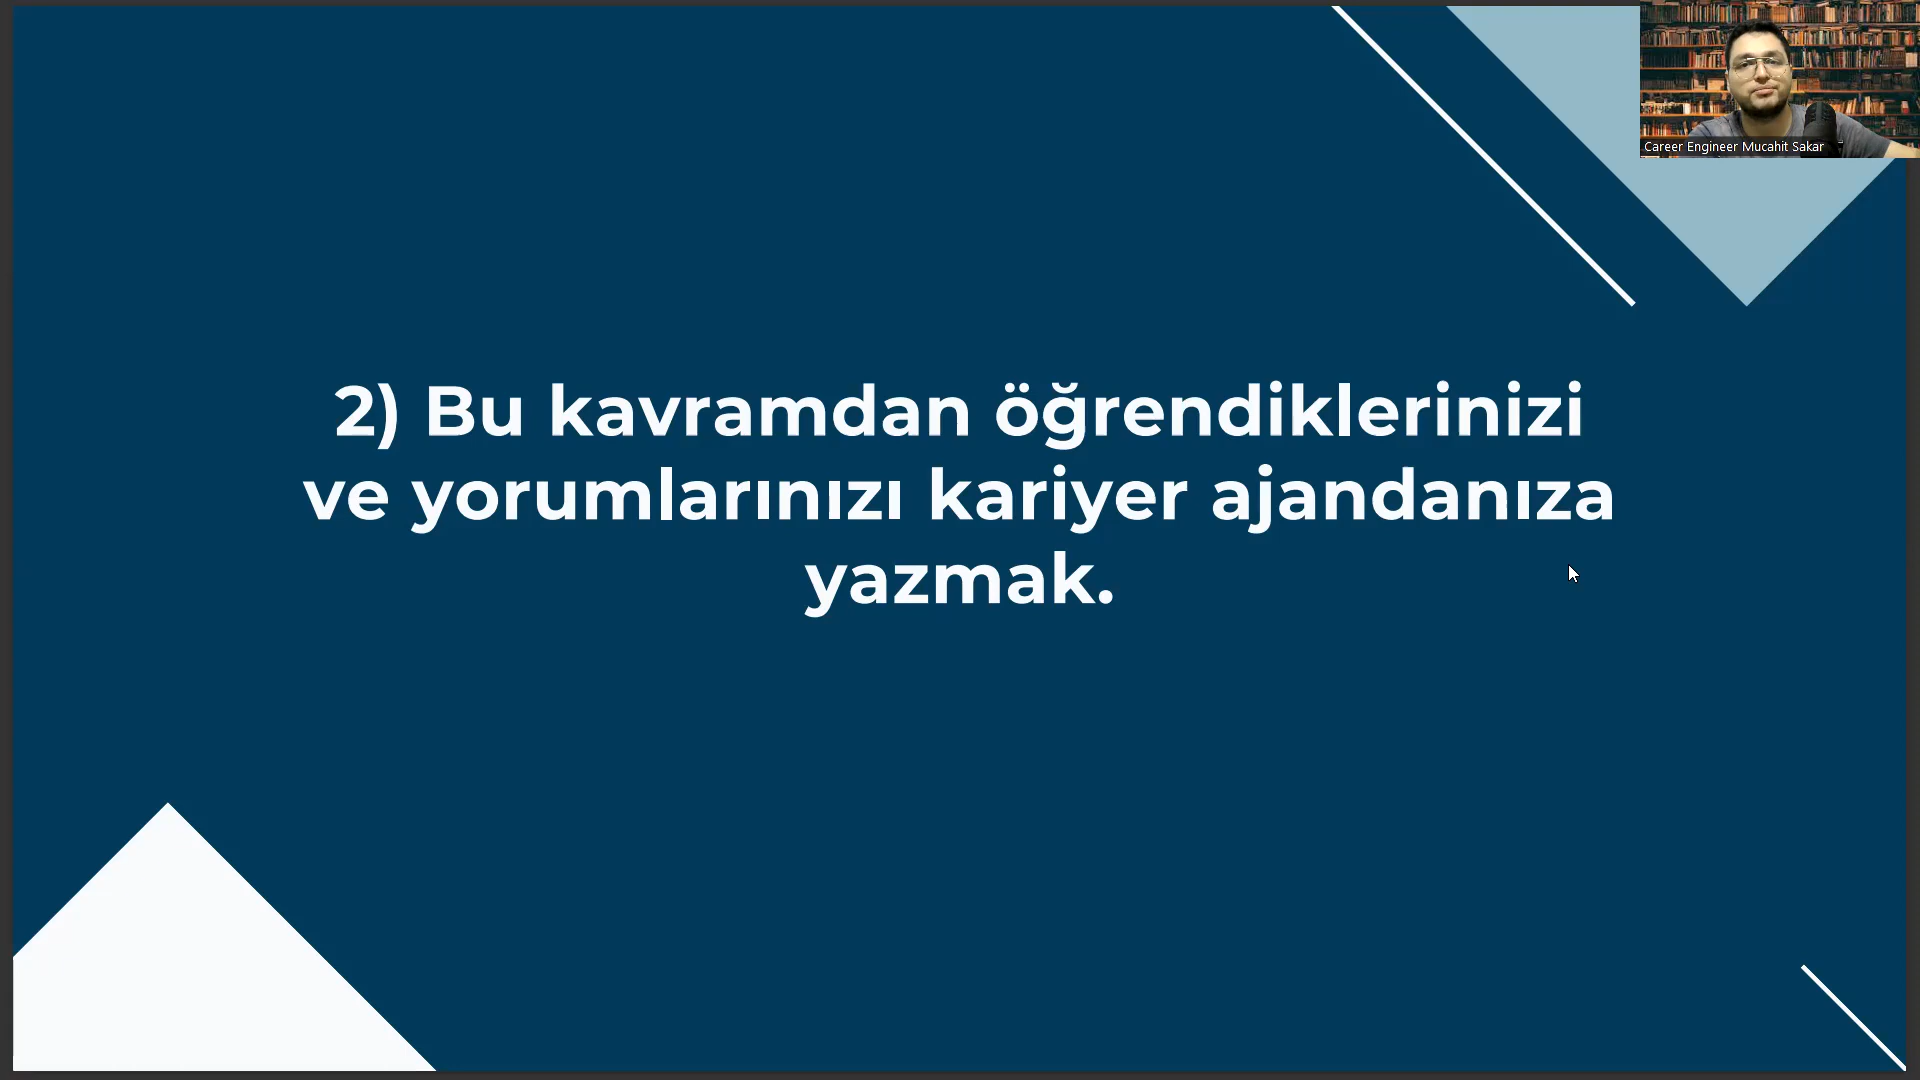 Career Engineer Mucahit Sakar
2) Bu kavramdan öğrendiklerinizi
ve yorumlarınızı kariyer ajandanıza
yazmak.